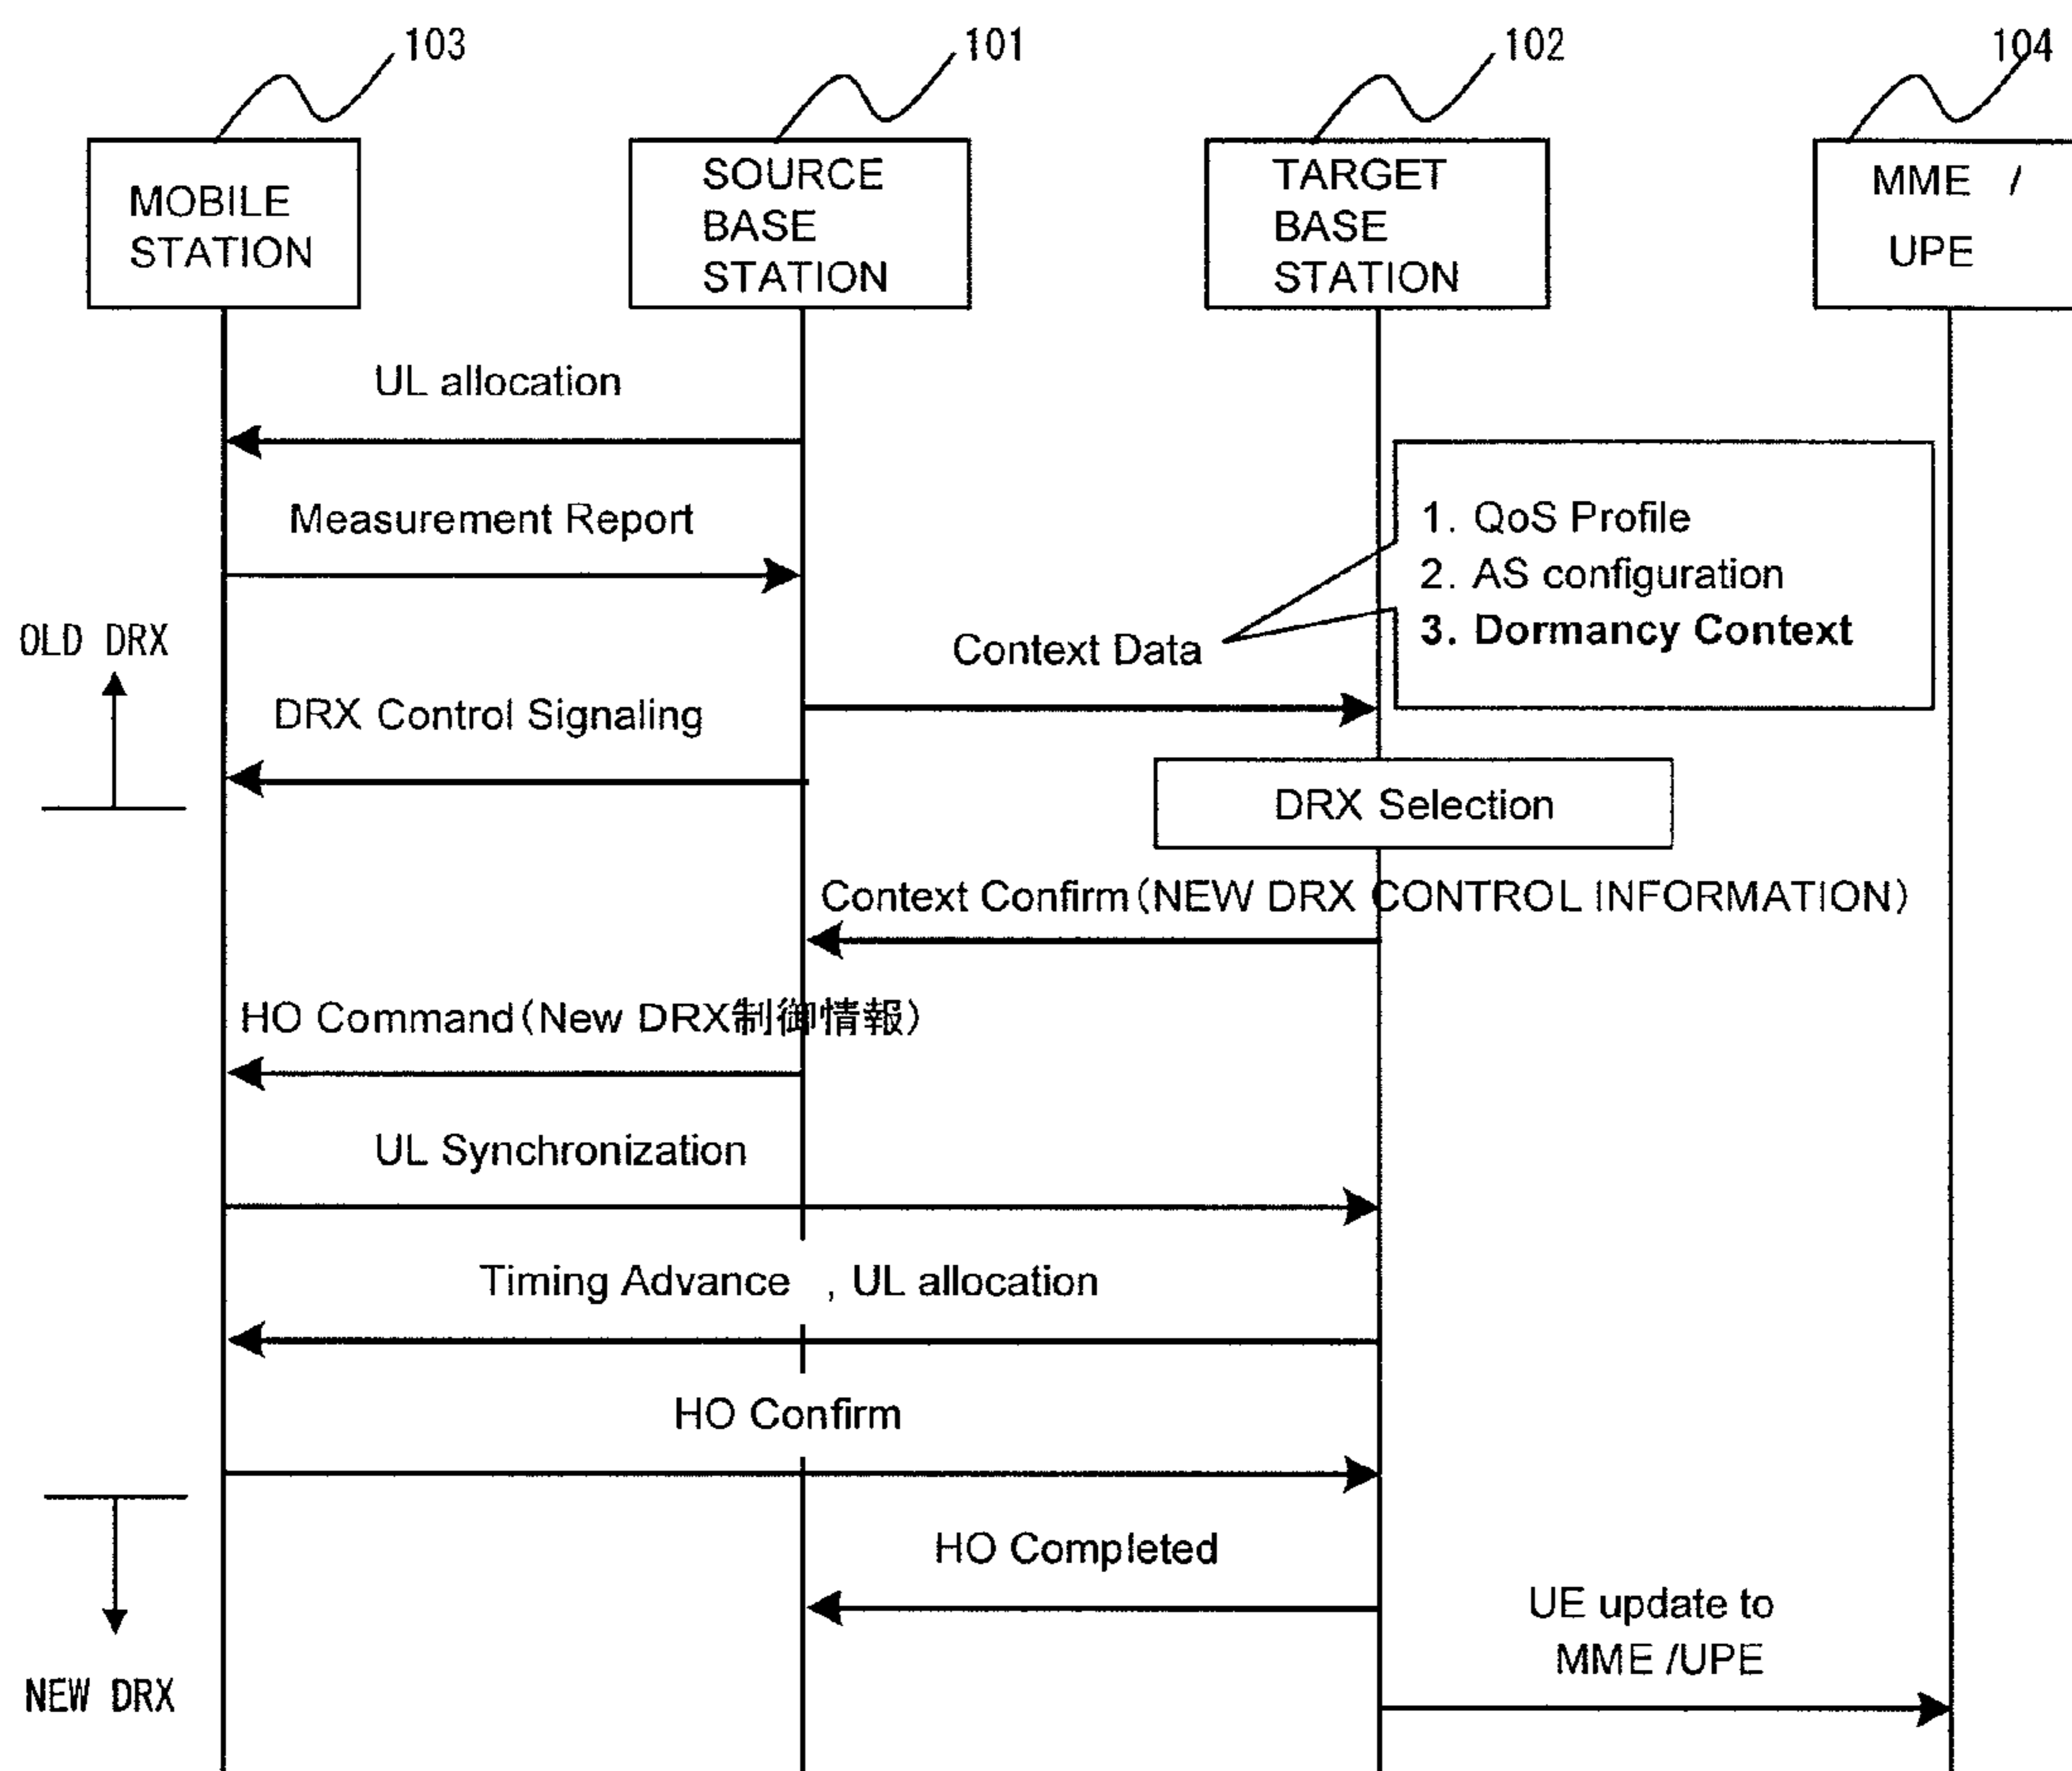 103
101
102
104
MOBILE
STATION
SOURCE
BASE
STATION
TARGET
BASE
STATION
MME /
UPE
UL allocation
Measurement Report
1. QoS Profile
2. AS configuration
3. Dormancy Context
OLD DRX
Context Data
DRX Control Signaling
DRX Selection
Context Confirm(NEW DRX CONTROL INFORMATION)
HO Command(New DRX制御情報)
UL Synchronization
Timing Advance , UL allocation
HO Confirm
HO Completed
UE update to
MME /UPE
NEW DRX